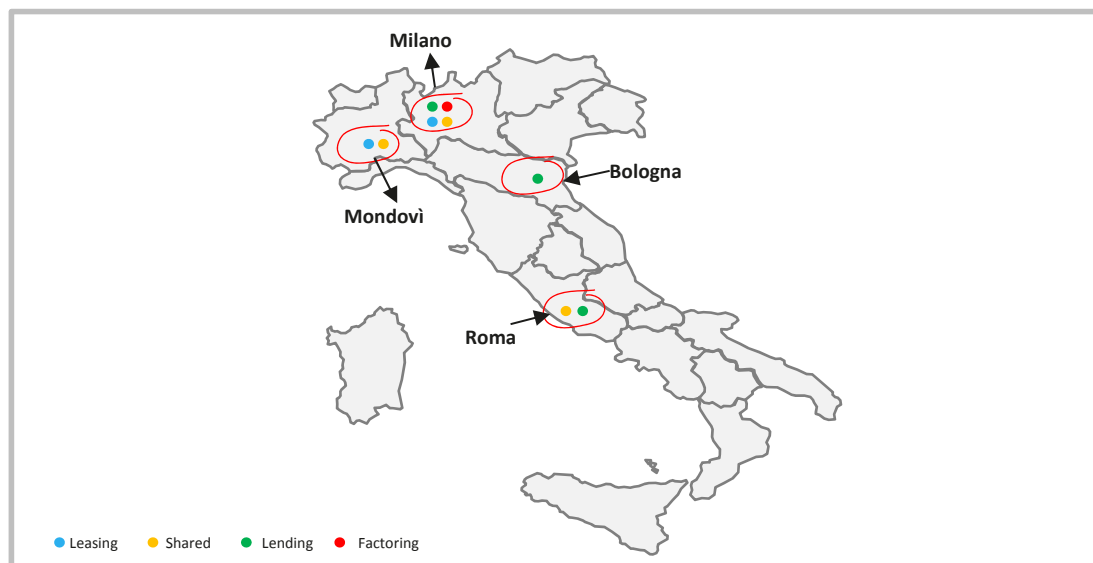 Milano
Bologna
Mondovì
Roma
Leasing
Shared
Lending
Factoring